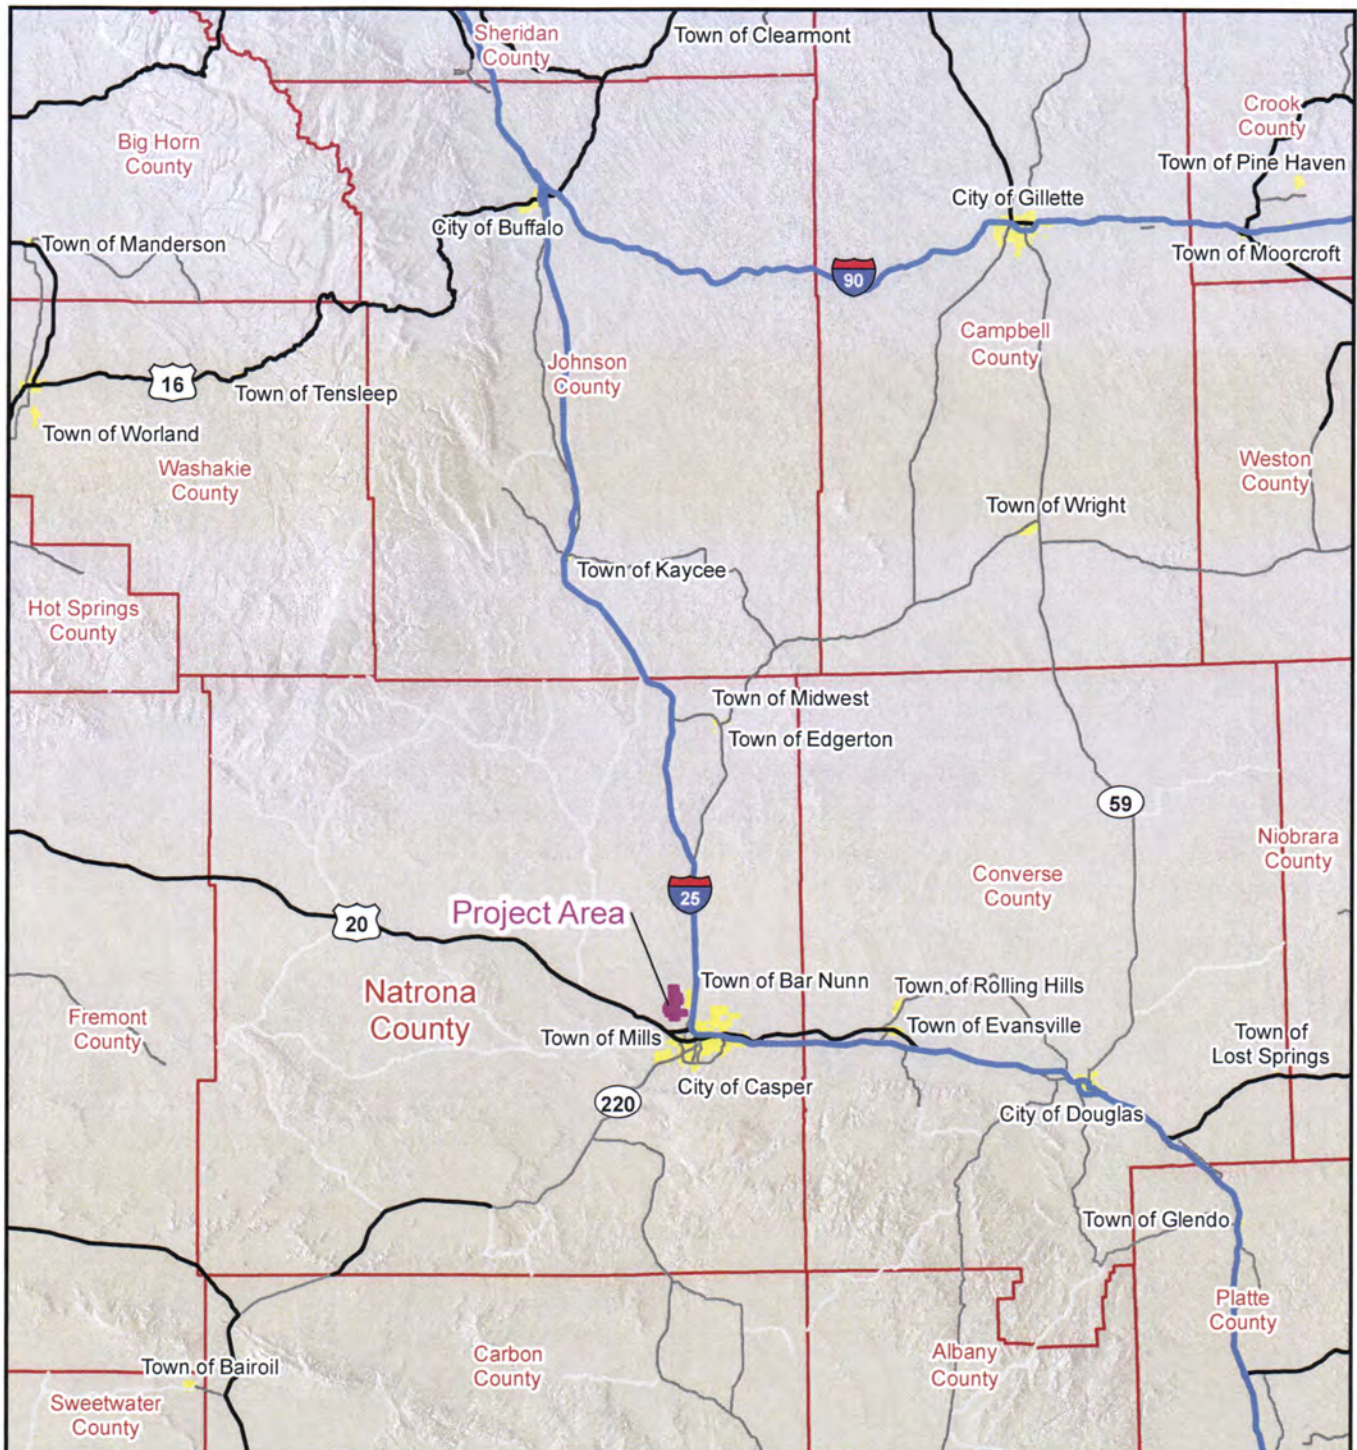 Sheridan
County
Town of Clearmont
Big Horn
County
Crook
County
Town of Pine Haven
City of Gillette
City of Buffalo
Town of Manderson
Town of Moorcroft
90
Campbell
County
Johnson
County
16
Town of Tensleep
Town of Worland
Washakie
County
Weston
County
Town of Wright
Town of Kaycee
Hot Springs
County
Town of Midwest
Town of Edgerton
59
Niobrara
County
Converse
County
25
Project Area
20
Town of Bar Nunn
Town of Rolling Hills
Natrona
County
Fremont
County
Town of Mills
Town of Evansville
Town of
Lost Springs
City of Casper
220
City of Douglas
Town of Glendo
Platte
County
Carbon
County
Albany
County
Town of Bairoil
Sweetwater
County